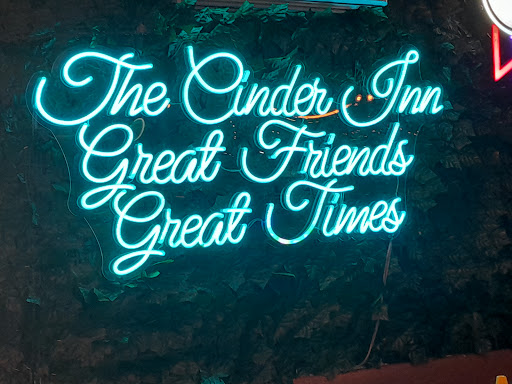 The Cinder Inn
Great Friends
Great Times